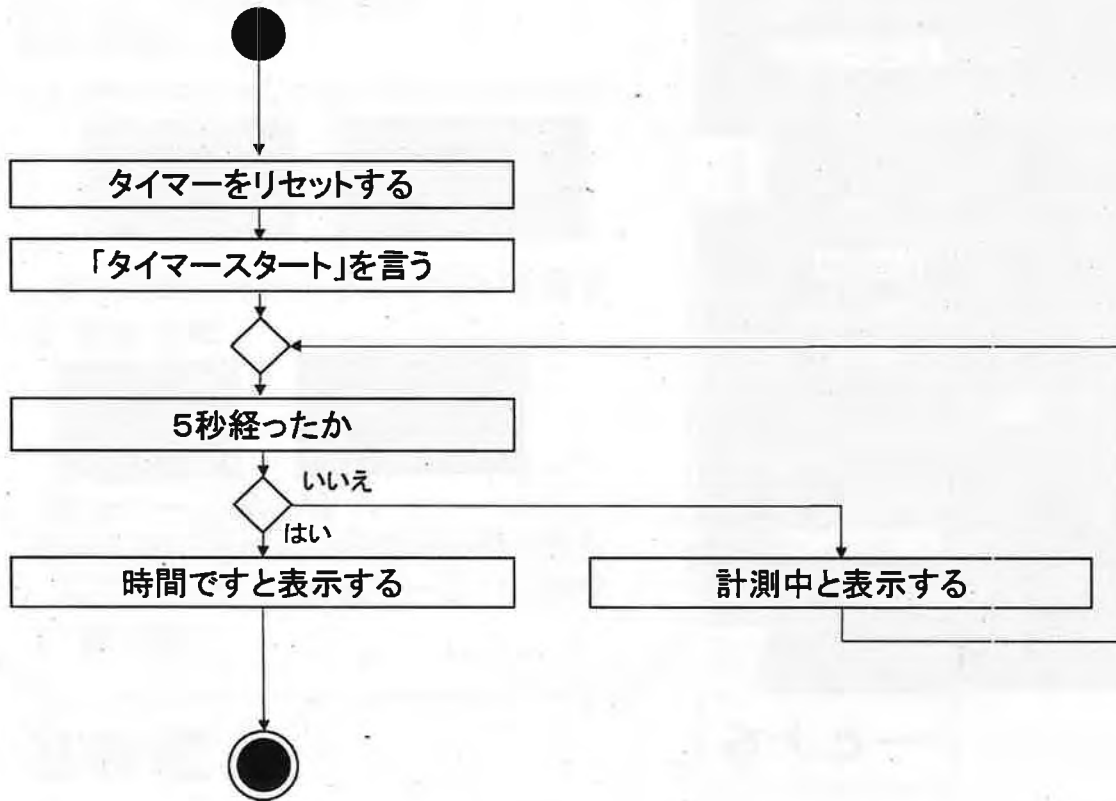 タイマーをリセットする
「タイマースタート」を言う
5秒経ったか
いいえ
はい
時間ですと表示する
計測中と表示する